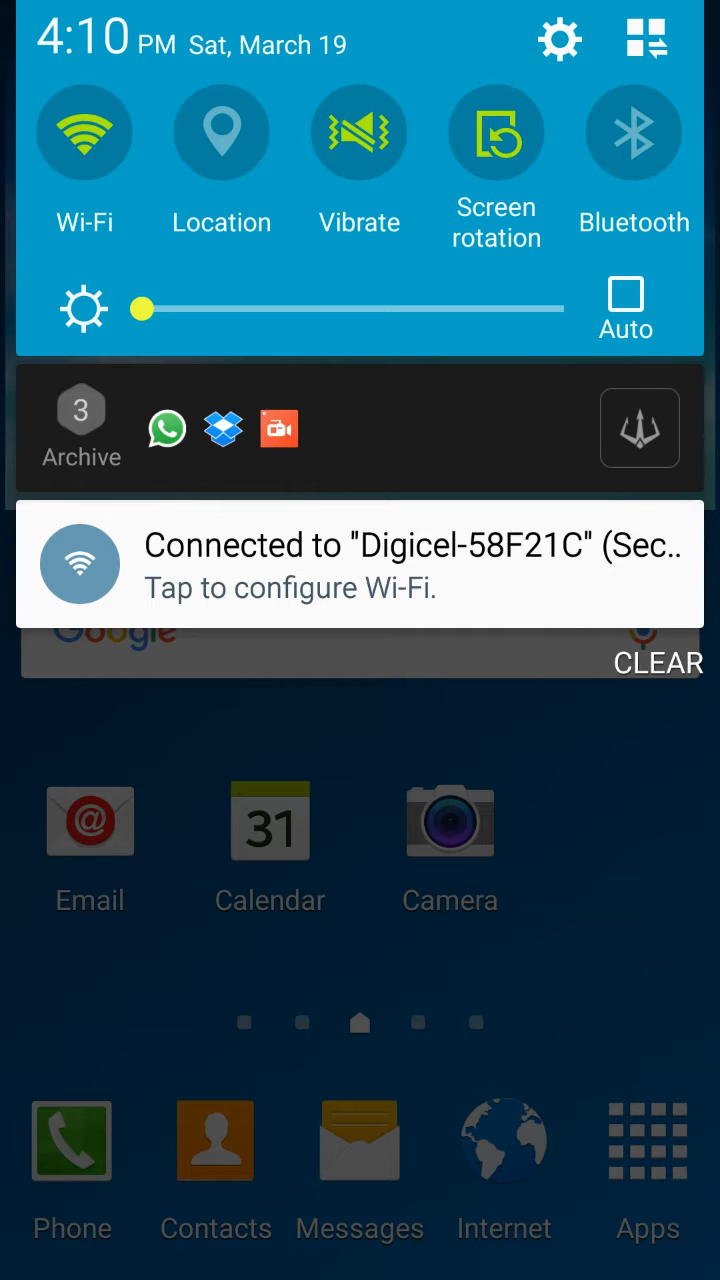 4:10 PM Sat, March 19
Wi-Fi
Location
Vibrate
Screen
rotation
Bluetooth
Auto
3
Archive
Connected to "Digicel-58F21C" (Sec..
Tap to configure Wi-Fi.
Google
CLEAR
@
31
Email
Calendar
Camera
Phone
Contacts
Messages
Internet
Apps